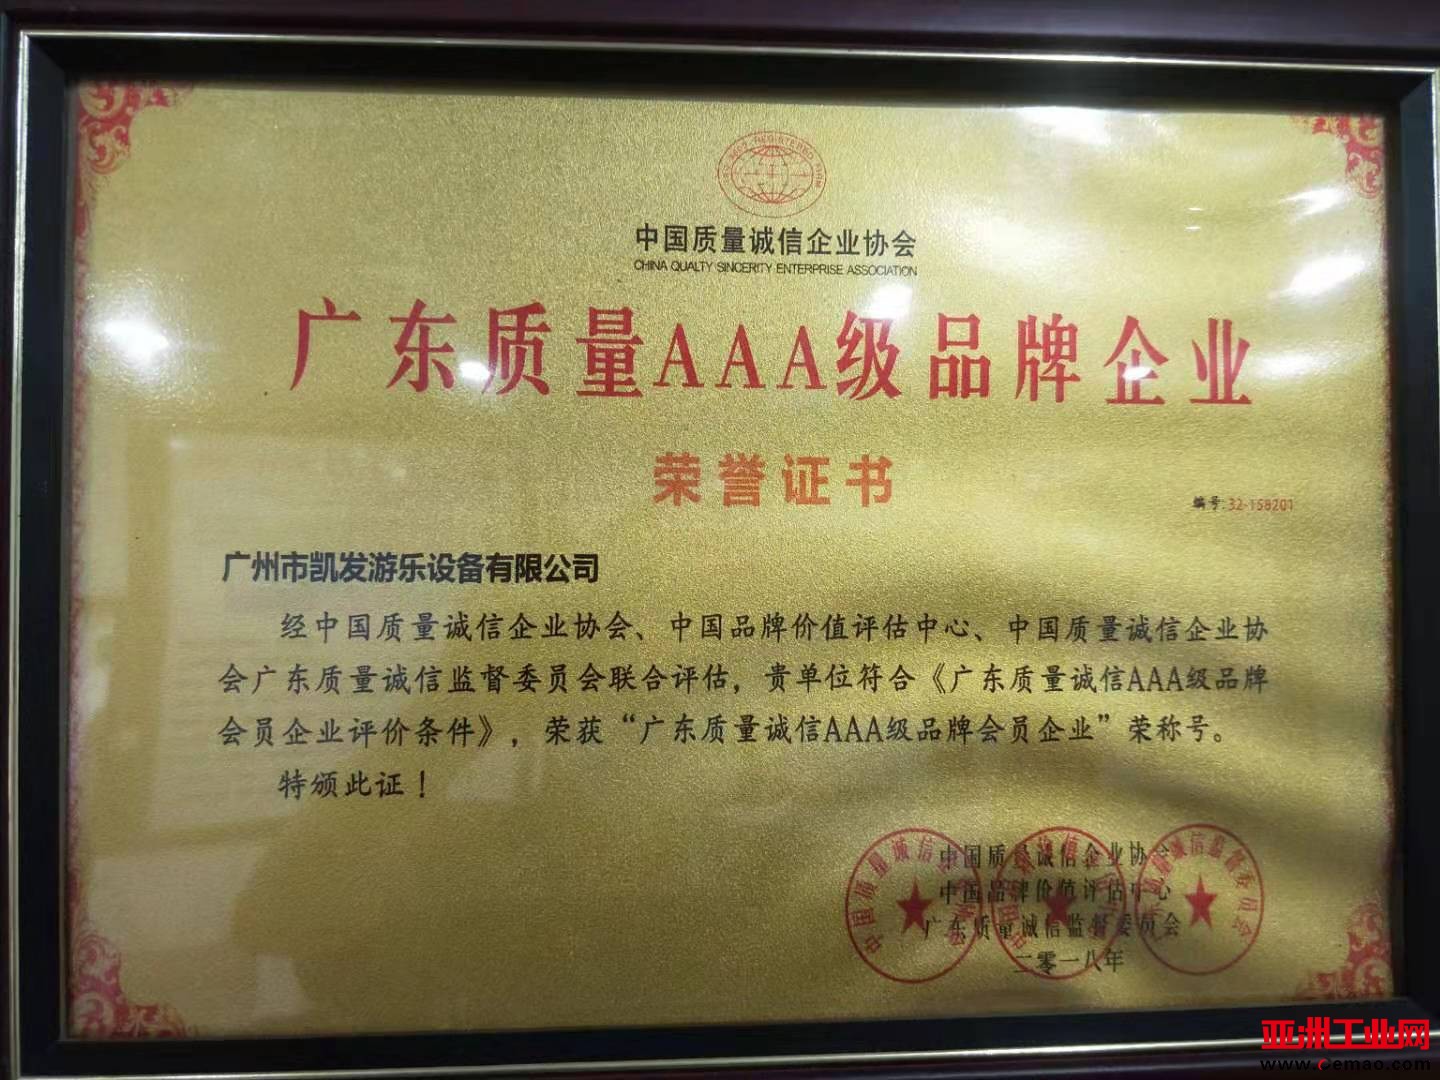 中国质量诚信企业协会
CHINA QUALTY SINCERITY ENTERPRISE ASSOCIATION
广东质量AAA级品牌企业
荣誉证书
编号:32-158201
广州市凯发游乐设备有限公司
经中国质量诚信企业协会、中国品牌价值评估中心、中国质量诚信企业协
会广东质量诚信监督委员会联合评估，贵单位符合《广东质量诚信AAA级品牌
会员企业评价条件》，荣获“广东质量诚信AAA级品牌会员企业”荣称号。
特颁此证！
中国质量诚信企业协会
中国品牌价值评估中心
广东质量诚信监督委员会
二零一八年
亚洲工业网
www.cemao.com